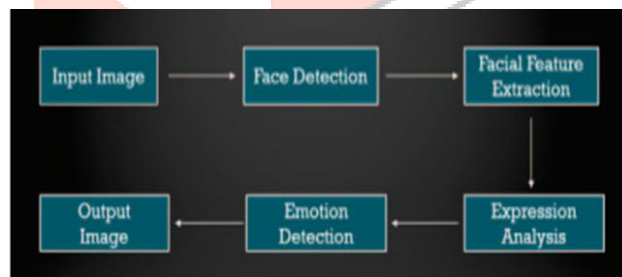 Input Image
Face Detection
Facial Feature
Extraction
Expression
Analysis
Emotion
Detection
Output
Image